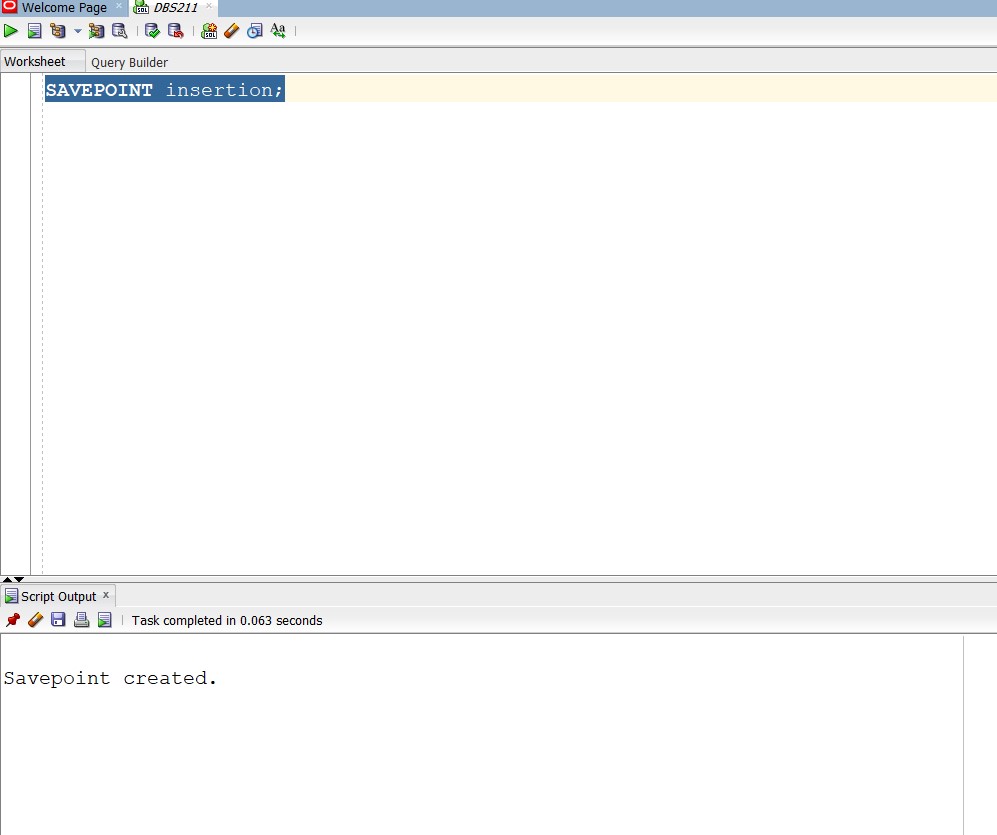 Welcome Page
DBS211
Worksheet
Query Builder
SAVEPOINT insertion;
Script Output
Task completed in 0.063 seconds
Savepoint created.